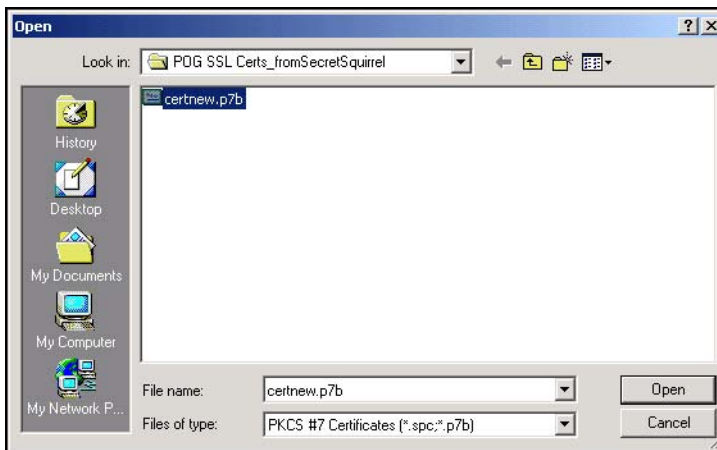 Open
Look in: POG SSL Certs_fromSecretSquirrel
certnew.p7b
History
Desktop
My Documents
My Computer
My Network P...
File name: certnew.p7b Open
Files of type: PKCS #7 Certificates (*.spc;*.p7b) Cancel